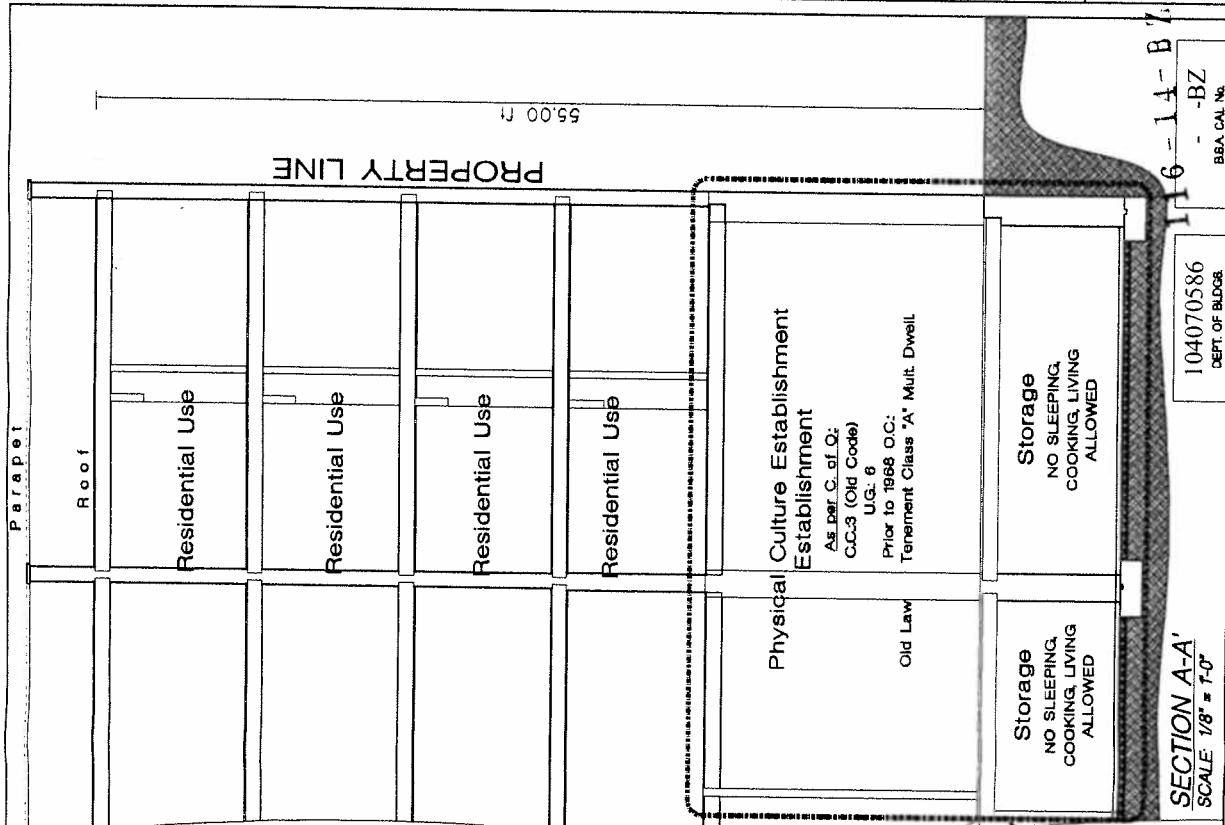 Parapet
Roof
Residential Use
Residential Use
Residential Use
Residential Use
55.00 ft
PROPERTY LINE
Physical Culture Establishment
Establishment
As per C. of O.:
C.C.3 (Old Code)
U.G.: 6
Prior to 1968 O.C.:
Old Law Tenement Class "A" Mult. Dwell.
Storage
NO SLEEPING,
COOKING, LIVING
ALLOWED
Storage
NO SLEEPING,
COOKING, LIVING
ALLOWED
SECTION A-A'
SCALE: 1/8" = 1'-0"
104070586
DEPT. OF BLDGS.
116-14-BZ
- -BZ
B.B.A. CAL No.